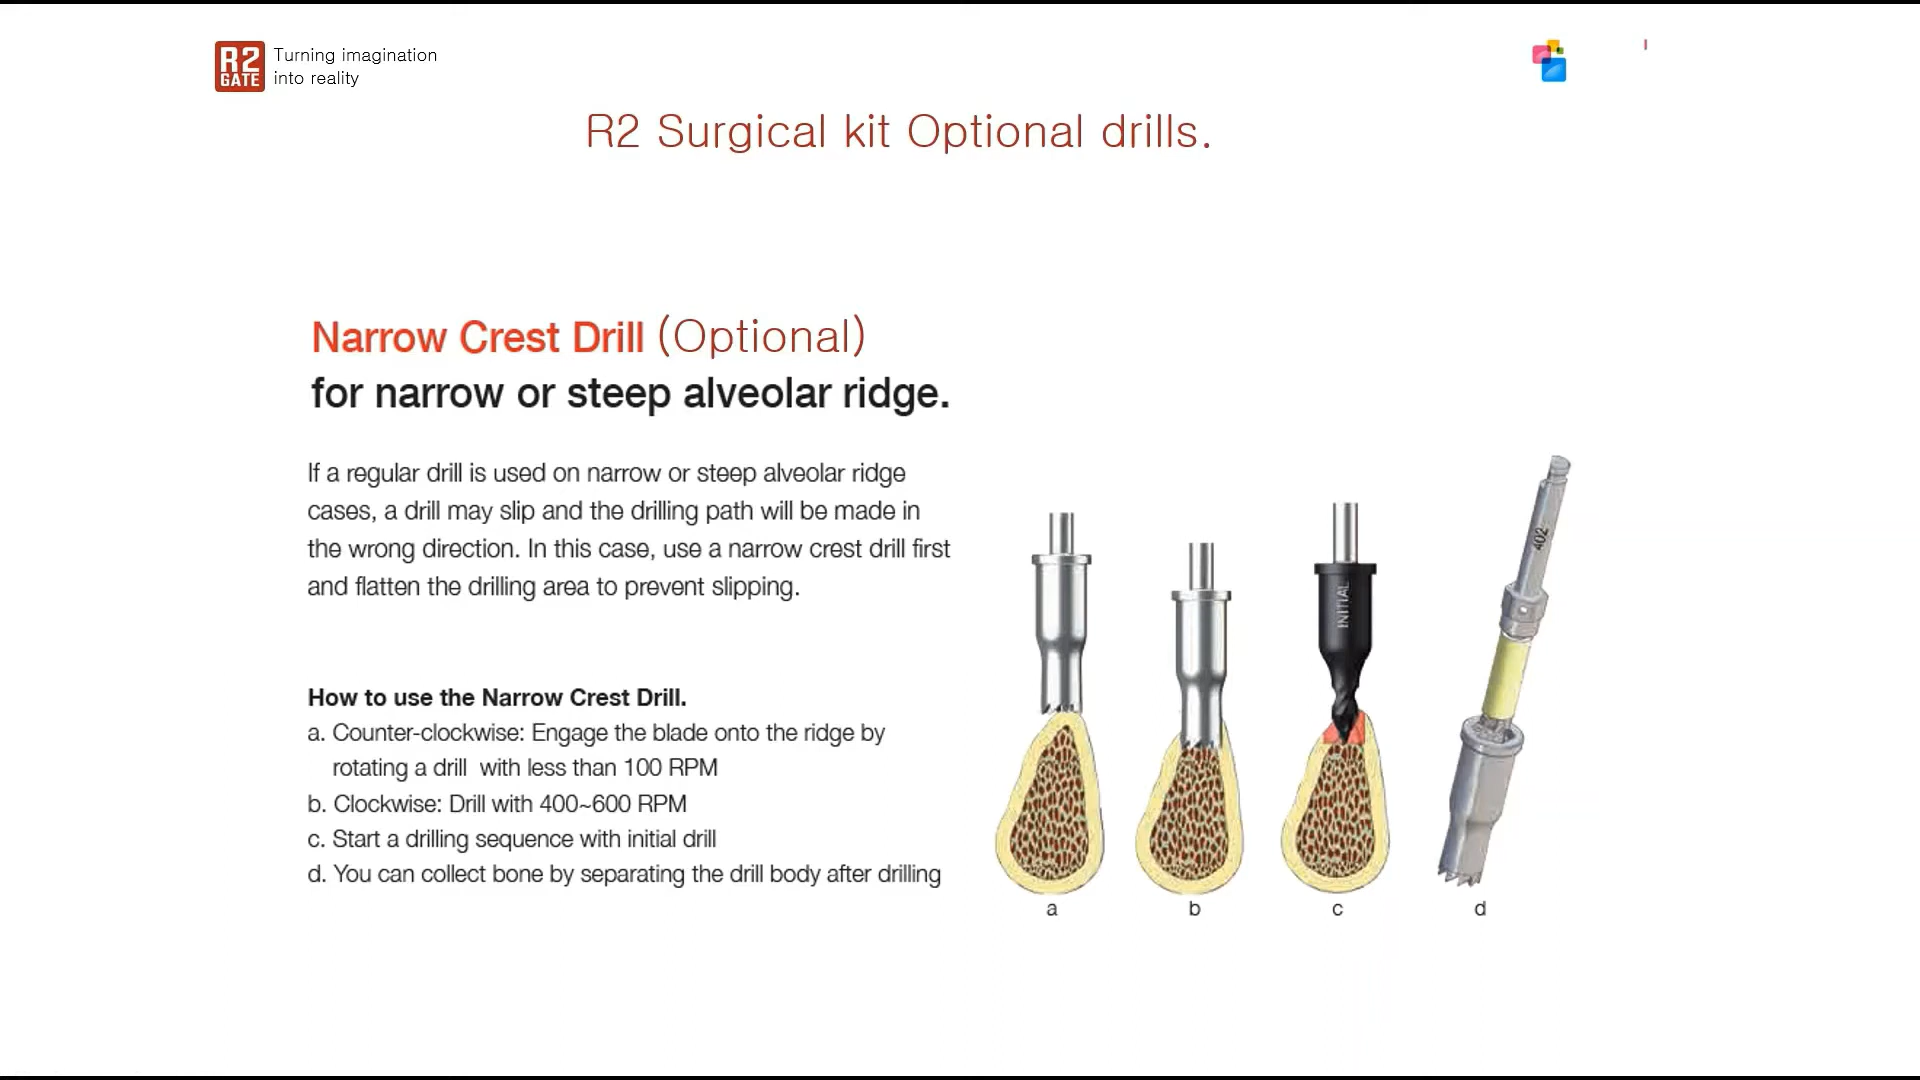 R2
GATE
Turning imagination
into reality
R2 Surgical kit Optional drills.
Narrow Crest Drill (Optional)
for narrow or steep alveolar ridge.
If a regular drill is used on narrow or steep alveolar ridge
cases, a drill may slip and the drilling path will be made in
the wrong direction. In this case, use a narrow crest drill first
and flatten the drilling area to prevent slipping.
How to use the Narrow Crest Drill.
a. Counter-clockwise: Engage the blade onto the ridge by
rotating a drill with less than 100 RPM
b. Clockwise: Drill with 400~600 RPM
c. Start a drilling sequence with initial drill
d. You can collect bone by separating the drill body after drilling
INITIAL
402
a
b
c
d